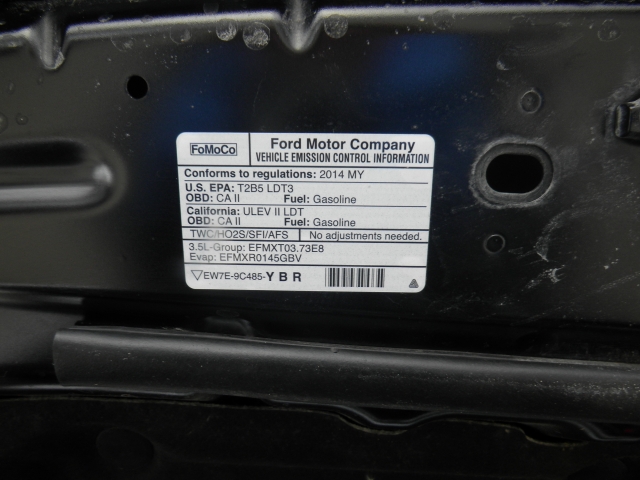 FoMoCo
Ford Motor Company
VEHICLE EMISSION CONTROL INFORMATION
Conforms to regulations: 2014 MY
U.S. EPA: T2B5 LDT3
OBD: CA II Fuel: Gasoline
California: ULEV II LDT
OBD: CA II Fuel: Gasoline
TWC/HO2S/SFI/AFS No adjustments needed.
3.5L-Group: EFMXT03.73E8
Evap: EFMXR0145GBV
EW7E-9C485-Y B R